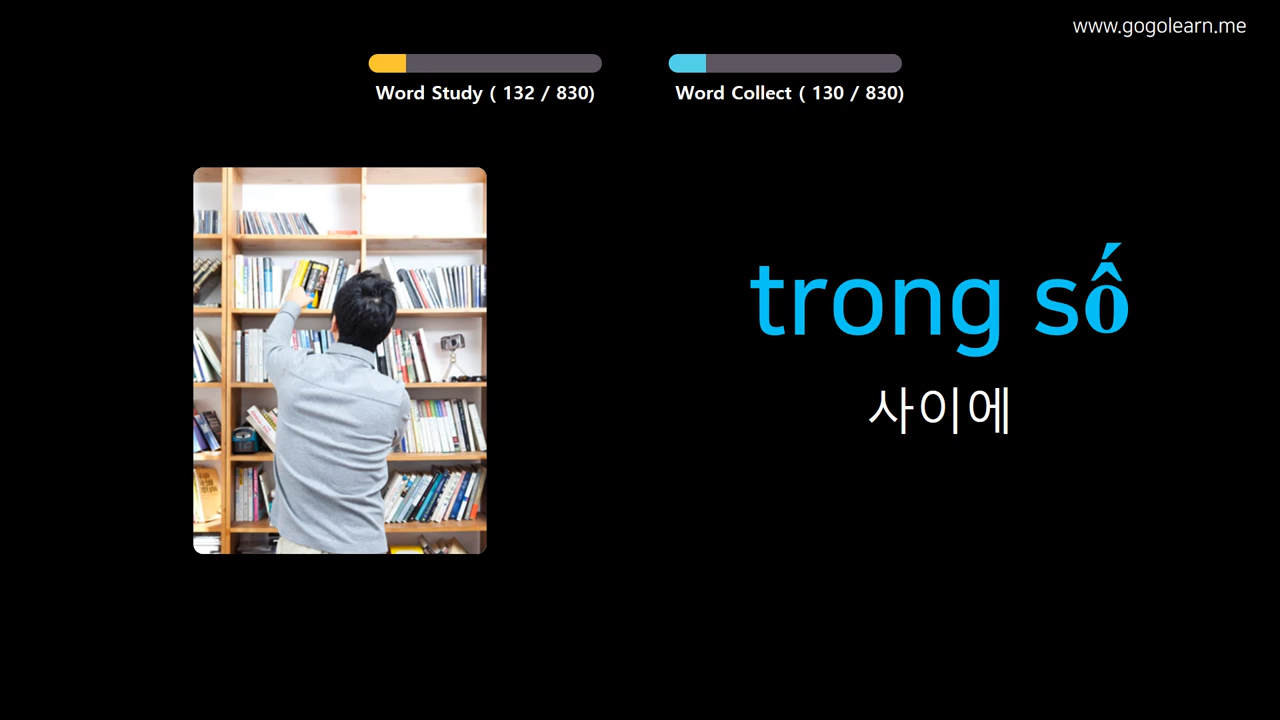 www.gogolearn.me
Word Study ( 132 / 830)
Word Collect ( 130 / 830)
trong số
사이에